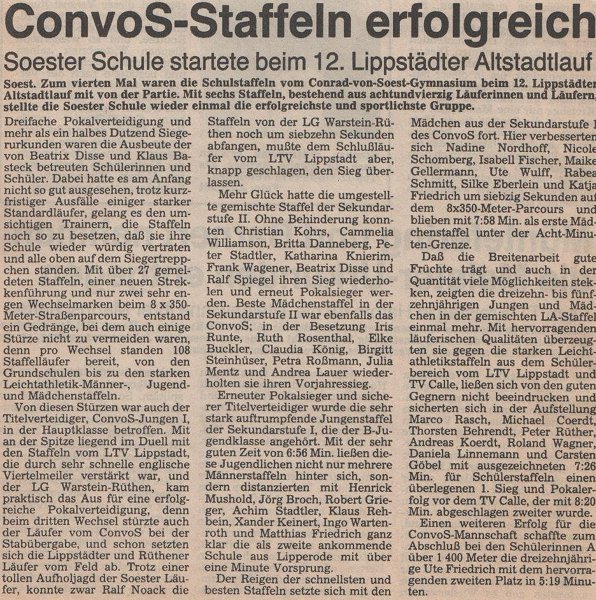 ConvoS-Staffeln erfolgreich
Soester Schule startete beim 12. Lippstädter Altstadtlauf
Soest. Zum vierten Mal waren die Schulstaffeln vom Conrad-von-Soest-Gymnasium beim 12. Lippstädter
Altstadtlauf mit von der Partie. Mit sechs Staffeln, bestehend aus achtundvierzig Läuferinnen und Läufern,
stellte die Soester Schule wieder einmal die erfolgreichste und sportlichste Gruppe.
Dreifache Pokalverteidigung und
mehr als ein halbes Dutzend Siege-
rurkunden waren die Ausbeute der
von Beatrix Disse und Klaus Ba-
steck betreuten Schülerinnen und
Schüler. Dabei hatte es am Anfang
nicht so gut ausgesehen, trotz kurz-
fristiger Ausfälle einiger starker
Standardläufer, gelang es den um-
sichtigen Trainern, die Staffeln
noch so zu besetzen, daß sie ihre
Schule wieder würdig vertraten
und alle oben auf dem Siegertrepp-
chen standen. Mit über 27 gemel-
deten Staffeln, einer neuen Strek-
kenführung und nur zwei sehr en-
gen Wechselmarken beim 8 x 350-
Meter-Straßenparcours, entstand
ein Gedränge, bei dem auch einige
Stürze nicht zu vermeiden waren,
denn pro Wechsel standen 108
Staffelläufer bereit, von den
Grundschulen bis zu den starken
Leichtathletik-Männer-, Jugend-
und Mädchenstaffeln.
Von diesen Stürzen war auch der
Titelverteidiger, ConvoS-Jungen I,
in der Hauptklasse betroffen. Mit
an der Spitze liegend im Duell mit
den Staffeln vom LTV Lippstadt,
die durch sehr schnelle englische
Viertelmeiler verstärkt war, und
der LG Warstein-Rüthen, kam
praktisch das Aus für eine erfolg-
reiche Pokalverteidigung, denn
beim dritten Wechsel stürzte auch
der Läufer vom ConvoS bei der
Stabübergabe, und schon setzten
sich die Lippstädter und Rüthener
Läufer vom Feld ab. Trotz einer
tollen Aufholjagd der Soester Läu-
fer, konnte zwar Ralf Noack die
Staffeln von der LG Warstein-Rü-
then noch um siebzehn Sekunden
abfangen, mußte dem Schlußläu-
fer vom LTV Lippstadt aber,
knapp geschlagen, den Sieg über-
lassen.
Mehr Glück hatte die umgestell-
te gemischte Staffel der Sekundar-
stufe II. Ohne Behinderung konn-
ten Christian Kohrs, Cammelia
Williamson, Britta Danneberg, Pe-
ter Stadtler, Katharina Knierim,
Frank Wagener, Beatrix Disse und
Ralf Spiegel ihren Sieg wiederho-
len und erneut Pokalsieger wer-
den. Beste Mädchenstaffel in der
Sekundarstufe II war ebenfalls das
ConvoS; in der Besetzung Iris
Runte, Ruth Rosenthal, Elke
Buckler, Claudia König, Birgitt
Steinhüser, Petra Roßmann, Julia
Mentz und Andrea Lauer wieder-
holten sie ihren Vorjahressieg.
Erneuter Pokalsieger und siche-
rer Titelverteidiger wurde die sehr
stark auftrumpfende Jungenstaffel
der Sekundarstufe I, die der B-Ju-
gendklasse angehört. Mit der sehr
guten Zeit von 6:56 Min. ließen die-
se Jugendlichen nicht nur mehrere
Männerstaffeln hinter sich, son-
dern distanzierten mit Henrick
Mushold, Jörg Broch, Robert Grie-
ger, Achim Stadtler, Klaus Reh-
bein, Xander Keinert, Ingo Warten-
roth und Matthias Friedrich ganz
klar die als zweite ankommende
Schule aus Lipperode mit über
eine Minute Vorsprung.
Der Reigen der schnellsten und
besten Staffeln setzte sich mit den
Mädchen aus der Sekundarstufe I
des ConvoS fort. Hier verbesserten
sich Nadine Nordhoff, Nicole
Schomberg, Isabell Fischer, Maike
Gellermann, Ute Wulff, Rabea
Schmitt, Silke Eberlein und Katja
Friedrich um siebzig Sekunden auf
dem 8x350-Meter-Parcours und
blieben mit 7:58 Min. als erste Mäd-
chenstaffel unter der Acht-Minu-
ten-Grenze.
Daß die Breitenarbeit gute
Früchte trägt und auch in der
Quantität viele Möglichkeiten stek-
ken, zeigten die dreizehn- bis fünf-
zehnjährigen Jungen und Mäd-
chen in der gemischten LA-Staffel
einmal mehr. Mit hervorragenden
läuferischen Qualitäten überzeug-
ten sie gegen die starken Leicht-
athletikstaffeln aus dem Schüler-
bereich vom LTV Lippstadt und
TV Calle, ließen sich von den guten
Gegnern nicht beeindrucken und
sicherten sich in der Aufstellung
Marco Rasch, Michael Coerdt,
Thorsten Behrendt, Peter Rüther,
Andreas Koerdt, Roland Wagner,
Daniela Linnemann und Carsten
Göbel mit ausgezeichneten 7:26
Min. für Schülerstaffeln einen
überlegenen 1. Sieg und Pokaler-
folg vor dem TV Calle, der mit 8:20
Min. abgeschlagen zweiter wurde.
Einen weiteren Erfolg für die
ConvoS-Mannschaft schaffte zum
Abschluß bei den Schülerinnen A
über 1 400 Meter die dreizehnjähri-
ge Ute Friedrich mit dem hervorra-
genden zweiten Platz in 5:19 Minu-
ten.